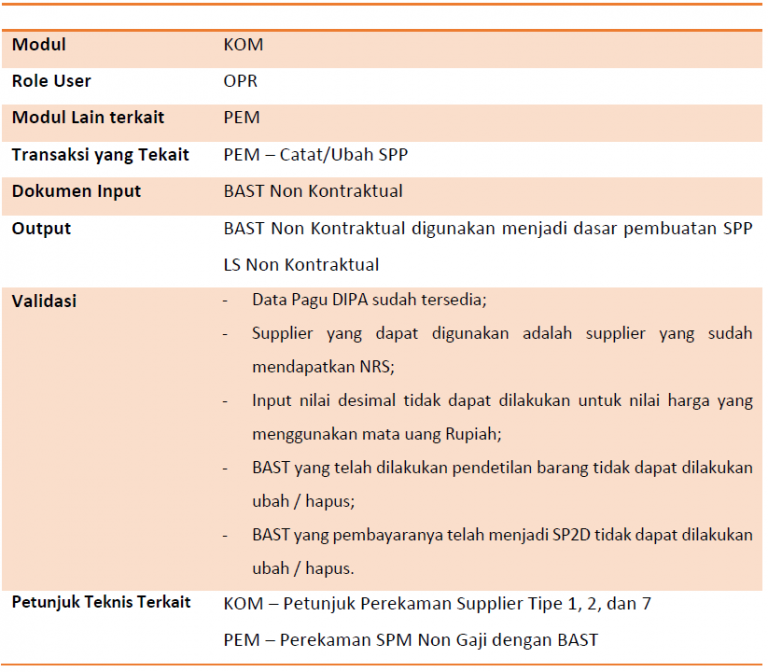 Modul KOM
Role User OPR
Modul Lain terkait PEM
Transaksi yang Tekait PEM – Catat/Ubah SPP
Dokumen Input BAST Non Kontraktual
Output BAST Non Kontraktual digunakan menjadi dasar pembuatan SPP
LS Non Kontraktual
Validasi - Data Pagu DIPA sudah tersedia;
- Supplier yang dapat digunakan adalah supplier yang sudah
mendapatkan NRS;
- Input nilai desimal tidak dapat dilakukan untuk nilai harga yang
menggunakan mata uang Rupiah;
- BAST yang telah dilakukan pendetilan barang tidak dapat dilakukan
ubah / hapus;
- BAST yang pembayaranya telah menjadi SP2D tidak dapat dilakukan
ubah / hapus.
Petunjuk Teknis Terkait KOM – Petunjuk Perekaman Supplier Tipe 1, 2, dan 7
PEM – Perekaman SPM Non Gaji dengan BAST